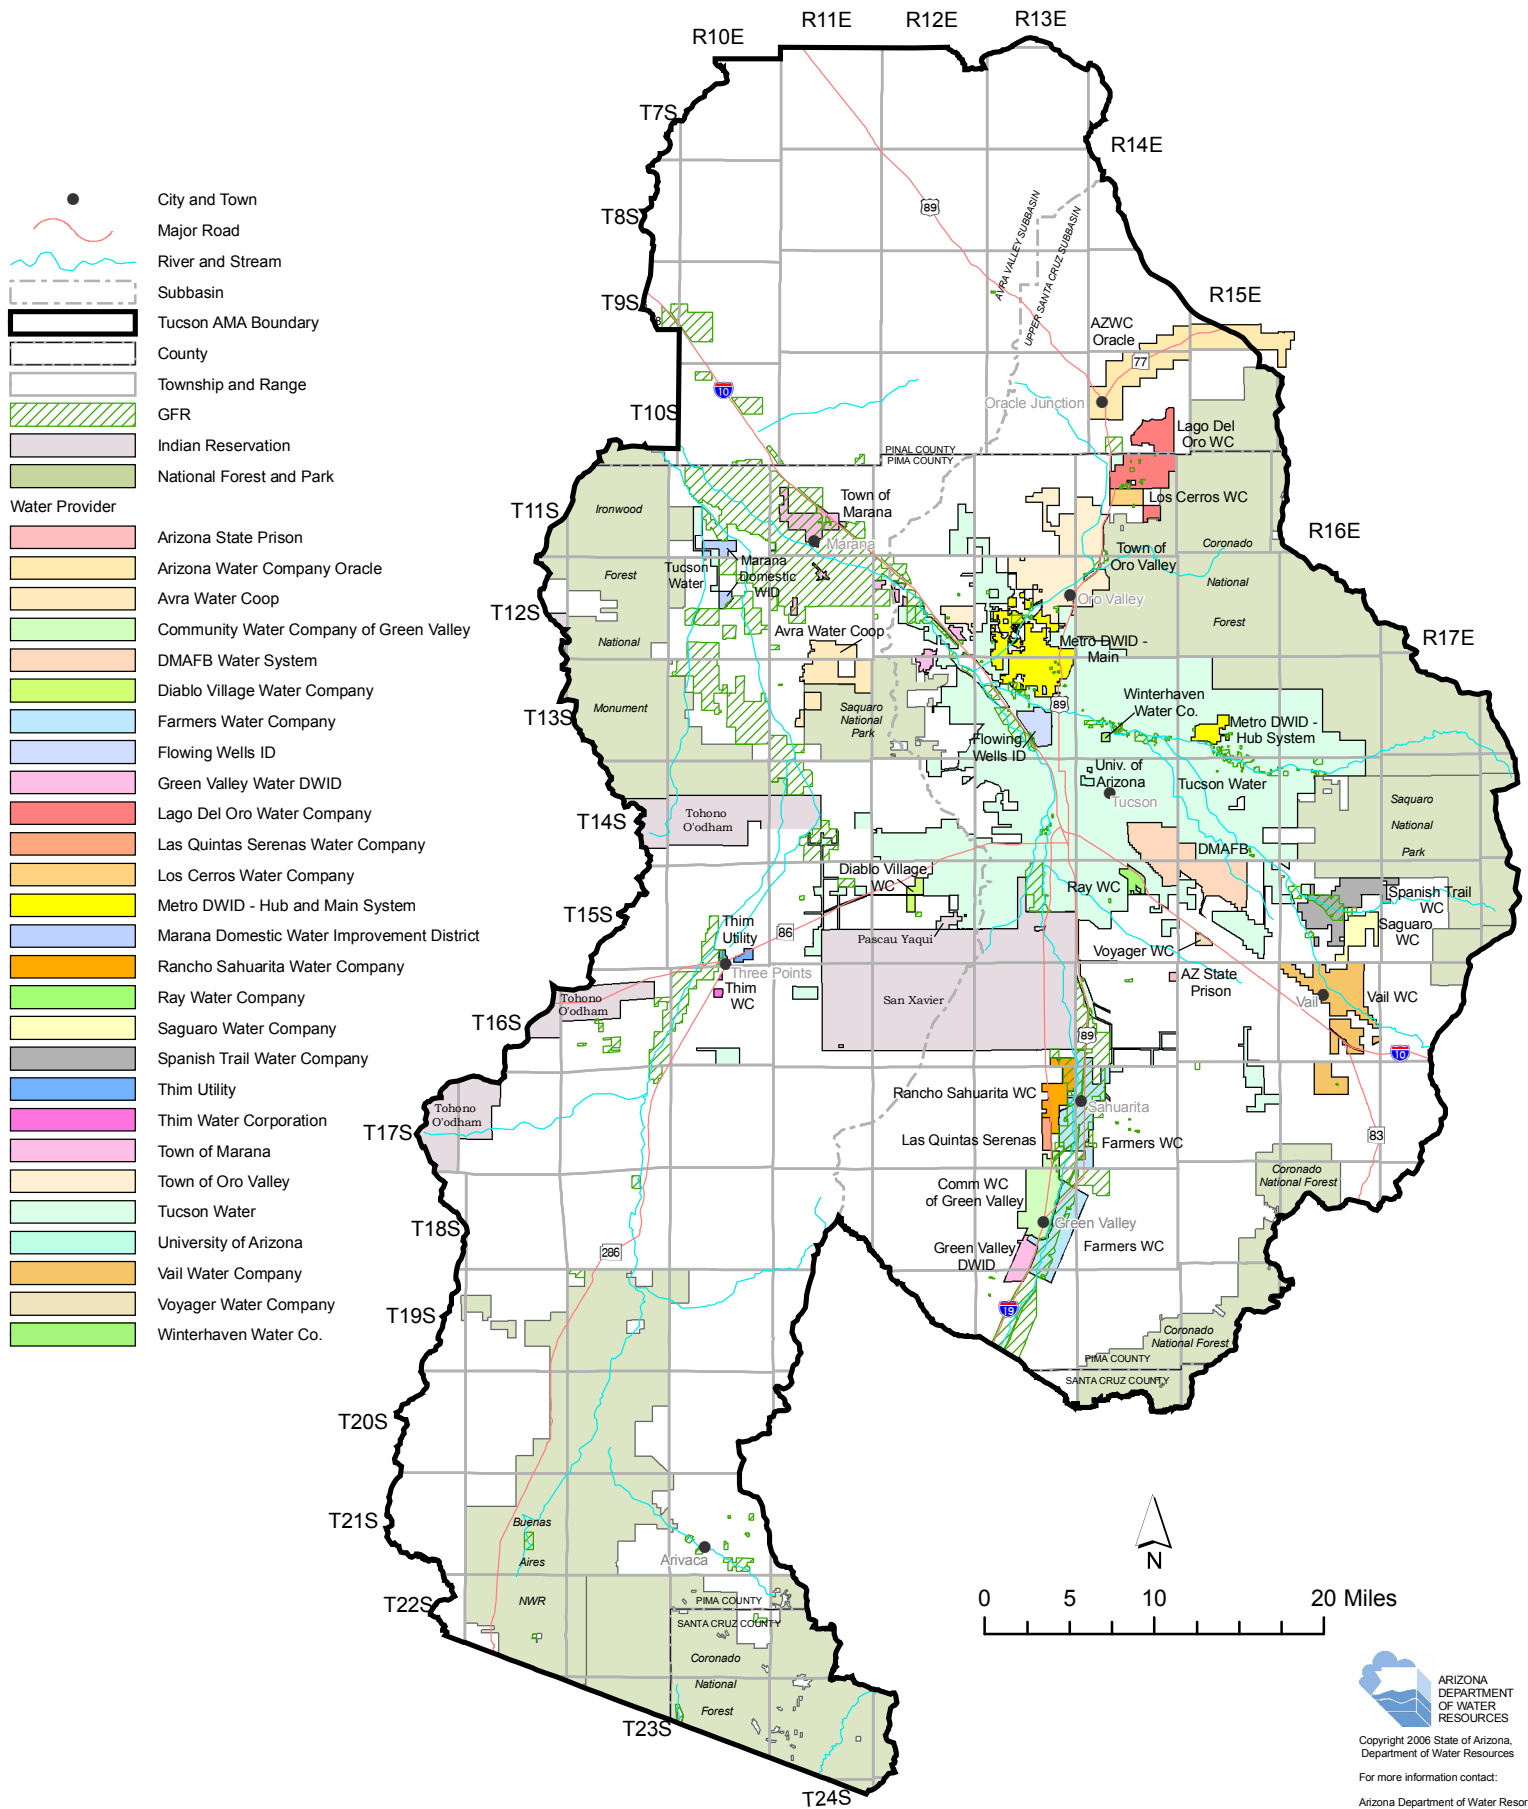 R10E
R11E
R12E
R13E
T7S
R14E
T8S
89
AVRA VALLEY SUBBASIN
UPPER SANTA CRUZ SUBBASIN
T9S
R15E
AZWC
Oracle
77
10
T10S
Oracle Junction
Lago Del
Oro WC
PINAL COUNTY
PIMA COUNTY
City and Town
Major Road
River and Stream
Subbasin
Tucson AMA Boundary
County
Township and Range
GFR
Indian Reservation
National Forest and Park
Water Provider
Arizona State Prison
Arizona Water Company Oracle
Avra Water Coop
Community Water Company of Green Valley
DMAFB Water System
Diablo Village Water Company
Farmers Water Company
Flowing Wells ID
Green Valley Water DWID
Lago Del Oro Water Company
Las Quintas Serenas Water Company
Los Cerros Water Company
Metro DWID - Hub and Main System
Marana Domestic Water Improvement District
Rancho Sahuarita Water Company
Ray Water Company
Saguaro Water Company
Spanish Trail Water Company
Thim Utility
Thim Water Corporation
Town of Marana
Town of Oro Valley
Tucson Water
University of Arizona
Vail Water Company
Voyager Water Company
Winterhaven Water Co.
T11S
Ironwood
Forest
National
Monument
Town of
Marana
Marana
Los Cerros WC
R16E
Coronado
National
Forest
Town of
Oro Valley
Oro Valley
Tucson
Water
Marana
Domestic
WID
T12S
Avra Water Coop
Metro DWID -
Main
R17E
T13S
Saguaro
National
Park
89
Winterhaven
Water Co.
Metro DWID -
Hub System
Flowing
Wells ID
Univ. of
Arizona
Tucson
Tucson Water
Saguaro
National
Park
T14S
Tohono
O'odham
DMAFB
Diablo Village
WC
Ray WC
Spanish Trail
WC
Saguaro
WC
T15S
Thim
Utility
86
Pascau Yaqui
Voyager WC
Three Points
Thim
WC
AZ State
Prison
Tohono
O'odham
San Xavier
Vail
Vail WC
T16S
89
10
Rancho Sahuarita WC
Sahuarita
Tohono
O'odham
T17S
Las Quintas Serenas
Farmers WC
83
Coronado
National Forest
Comm WC
of Green Valley
Green Valley
T18S
286
Green Valley
DWID
Farmers WC
19
T19S
Coronado
National Forest
PIMA COUNTY
SANTA CRUZ COUNTY
T20S
T21S
Buenas
Aires
NWR
Arivaca
N
T22S
PIMA COUNTY
SANTA CRUZ COUNTY
0 5 10 20 Miles
Coronado
National
Forest
T23S
T24S
ARIZONA
DEPARTMENT
OF WATER
RESOURCES
Copyright 2006 State of Arizona,
Department of Water Resources
For more information contact:
Arizona Department of Water Resor